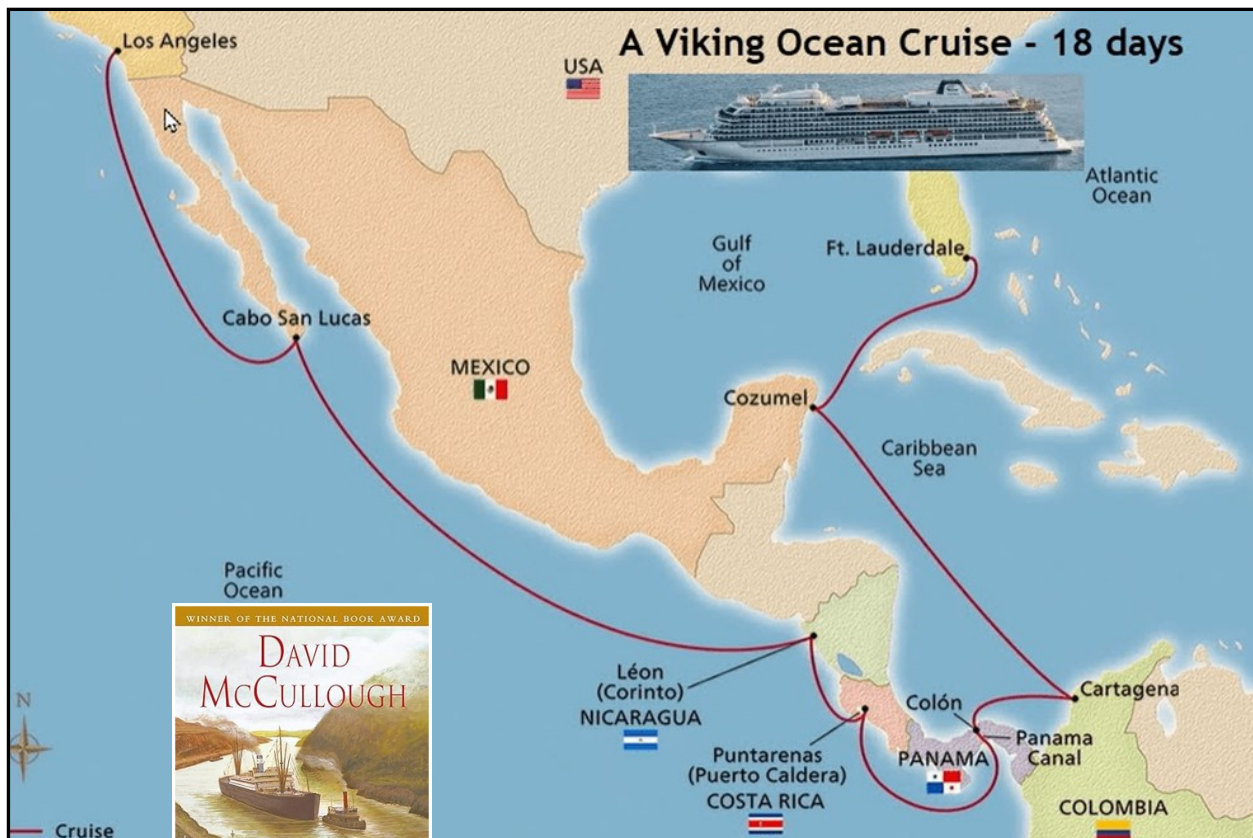 A Viking Ocean Cruise - 18 days
Los Angeles
USA
Atlantic
Ocean
Gulf
of
Mexico
Ft. Lauderdale
Cabo San Lucas
MEXICO
Cozumel
Caribbean
Sea
Pacific
Ocean
WINNER OF THE NATIONAL BOOK AWARD
DAVID
MCCULLOUGH
Léon
(Corinto)
NICARAGUA
Colón
Cartagena
Panama
Canal
PANAMA
Puntarenas
(Puerto Caldera)
COSTA RICA
COLOMBIA
N
Cruise